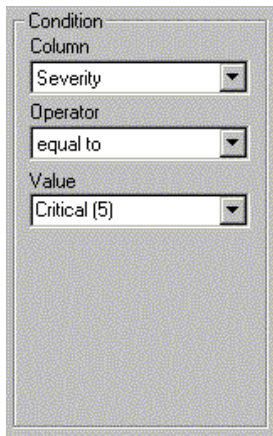 Condition
Column
Severity
Operator
equal to
Value
Critical (5)